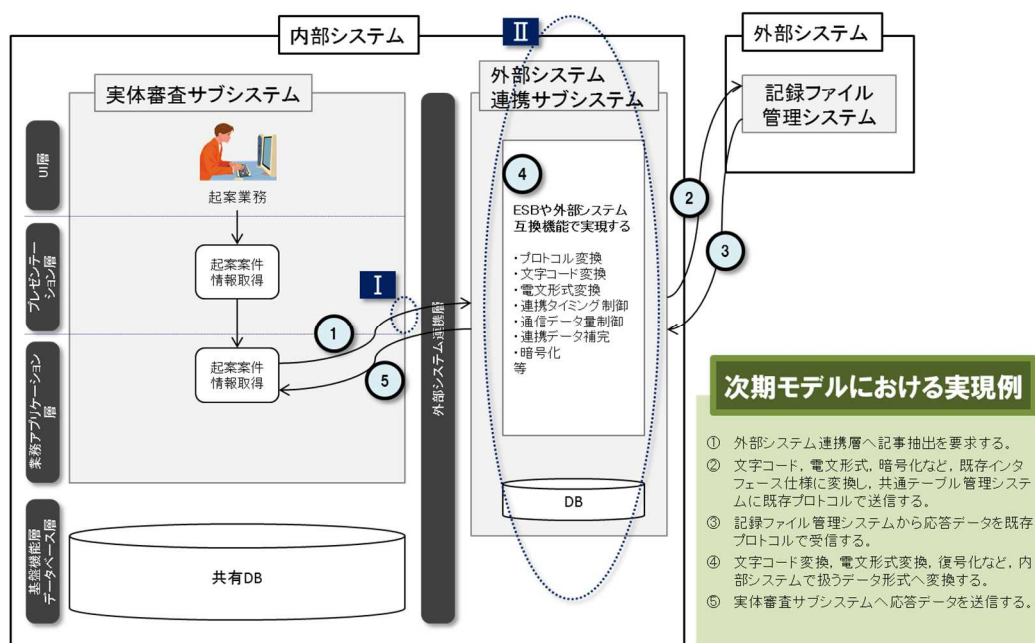 内部システム
Ⅱ
外部システム
実体審査サブシステム
外部システム
連携サブシステム
記録ファイル
管理システム
UI層
起案業務
④
ESBや外部システム
互換機能で実現する
・プロトコル変換
・文字コード変換
・電文形式変換
・連携タイミング制御
・通信データ量制御
・連携データ補完
・暗号化
等
②
③
プレゼンテー
ション層
起案案件
情報取得
Ⅰ
①
業務アプリケーション
層
起案案件
情報取得
⑤
外部システム連携層
DB
基盤機能層
データベース層
共有DB
次期モデルにおける実現例
① 外部システム連携層へ記事抽出を要求する。
② 文字コード, 電文形式, 暗号化など, 既存インタ
フェース仕様に変換し, 共通テーブル管理システ
ムに既存プロトコルで送信する。
③ 記録ファイル管理システムから応答データを既存
プロトコルで受信する。
④ 文字コード変換, 電文形式変換, 復号化など, 内
部システムで扱うデータ形式へ変換する。
⑤ 実体審査サブシステムへ応答データを送信する。